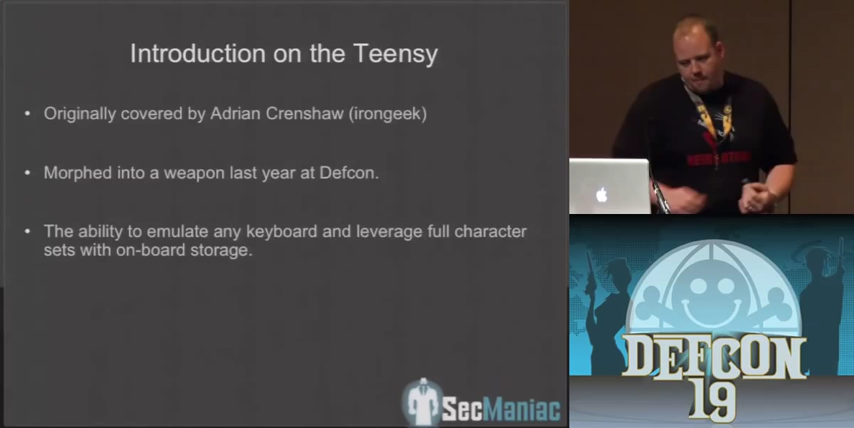 Introduction on the Teensy
• Originally covered by Adrian Crenshaw (irongeek)
• Morphed into a weapon last year at Defcon.
• The ability to emulate any keyboard and leverage full character
sets with on-board storage.
SecManiac
DEFCON
19